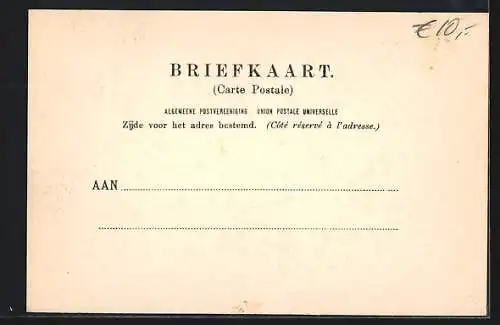 €10,-
BRIEFKAART.
(Carte Postale)
ALGEMEENE POSTVEREENIGING UNION POSTALE UNIVERSELLE
Zijde voor het adres bestemd. (Côté réservé à l'adresse.)
AAN